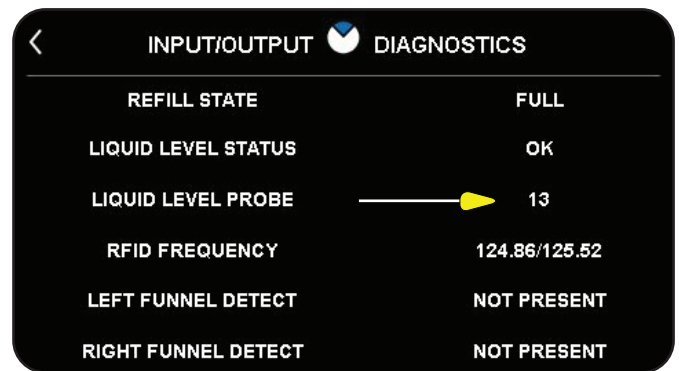 INPUT/OUTPUT DIAGNOSTICS
REFILL STATE FULL
LIQUID LEVEL STATUS OK
LIQUID LEVEL PROBE 13
RFID FREQUENCY 124.86/125.52
LEFT FUNNEL DETECT NOT PRESENT
RIGHT FUNNEL DETECT NOT PRESENT